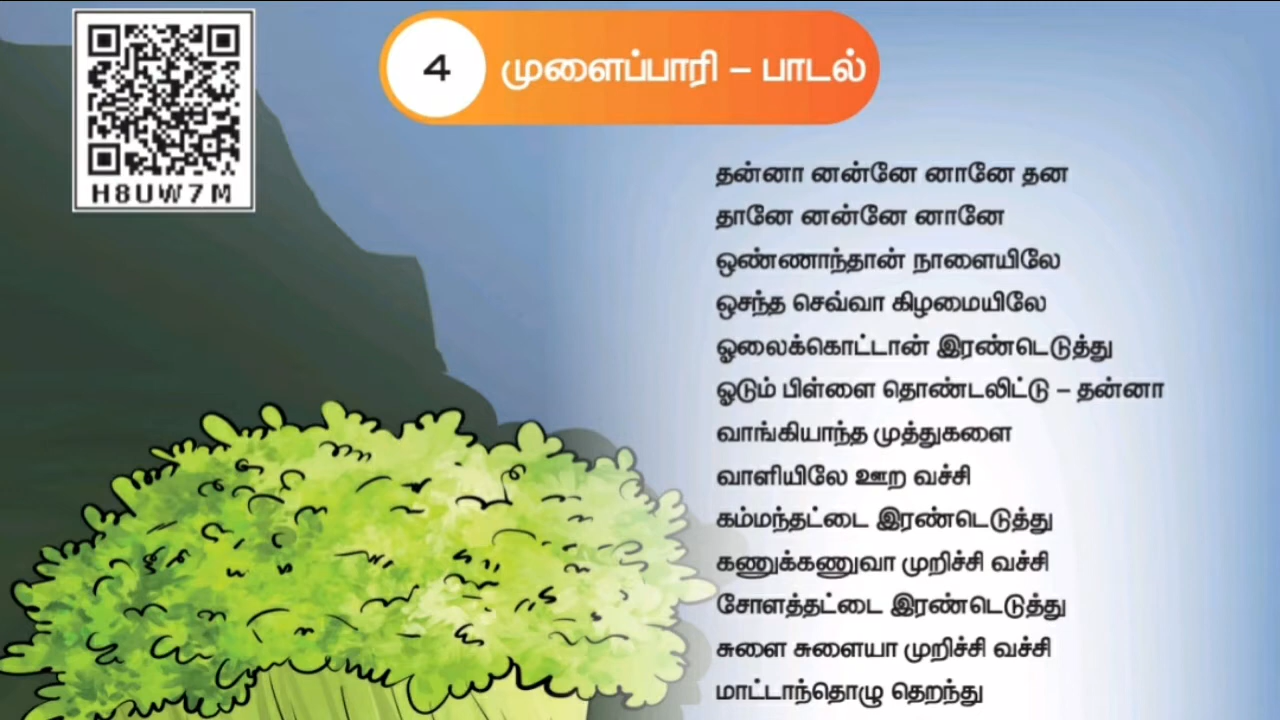 H8UW7M
4 முளைப்பாரி – பாடல்
தன்னா னன்னே னானே தன
தானே னன்னே னானே
ஒண்ணாந்தான் நாளையிலே
ஒசந்த செவ்வா கிழமையிலே
ஓலைக்கொட்டான் இரண்டெடுத்து
ஓடும் பிள்ளை தொண்டலிட்டு – தன்னா
வாங்கியாந்த முத்துகளை
வாளியிலே ஊற வச்சி
கம்மந்தட்டை இரண்டெடுத்து
கணுக்கணுவா முறிச்சி வச்சி
சோளத்தட்டை இரண்டெடுத்து
சுளை சுளையா முறிச்சி வச்சி
மாட்டாந்தொழு தெறந்து